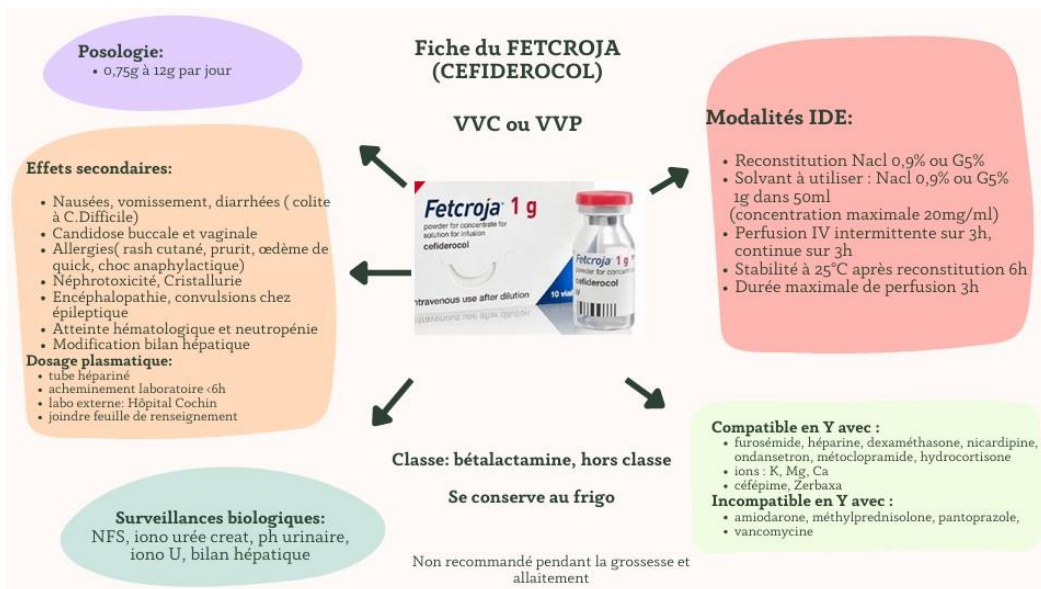 Fiche du FETCROJA
(CEFIDEROCOL)
VVC ou VVP
Posologie:
• 0,75g à 12g par jour
Effets secondaires:
• Nausées, vomissement, diarrhées ( colite
à C.Difficile)
• Candidose buccale et vaginale
• Allergies( rash cutané, prurit, œdème de
quick, choc anaphylactique)
• Néphrotoxicité, Cristallurie
• Encéphalopathie, convulsions chez
épileptique
• Atteinte hématologique et neutropénie
• Modification bilan hépatique
Dosage plasmatique:
• tube hépariné
• acheminement laboratoire <6h
• labo externe: Hôpital Cochin
• joindre feuille de renseignement
Surveillances biologiques:
NFS, iono urée creat, ph urinaire,
iono U, bilan hépatique
Fetcroja® 1 g
powder for concentrate for
solution for infusion
cefiderocol
intravenous use after dilution
10 vial
Fetcroja® 1 g
powder for concent
cefiderocol
IV
Classe: bétalactamine, hors classe
Se conserve au frigo
Non recommandé pendant la grossesse et
allaitement
Modalités IDE:
• Reconstitution Nacl 0,9% ou G5%
• Solvant à utiliser : Nacl 0,9% ou G5%
1g dans 50ml
(concentration maximale 20mg/ml)
• Perfusion IV intermittente sur 3h,
continue sur 3h
• Stabilité à 25°C après reconstitution 6h
• Durée maximale de perfusion 3h
Compatible en Y avec :
• furosémide, héparine, dexaméthasone, nicardipine,
ondansetron, métoclopramide, hydrocortisone
• ions : K, Mg, Ca
• céfépime, Zerbaxa
Incompatible en Y avec :
• amiodarone, méthylprednisolone, pantoprazole,
• vancomycine